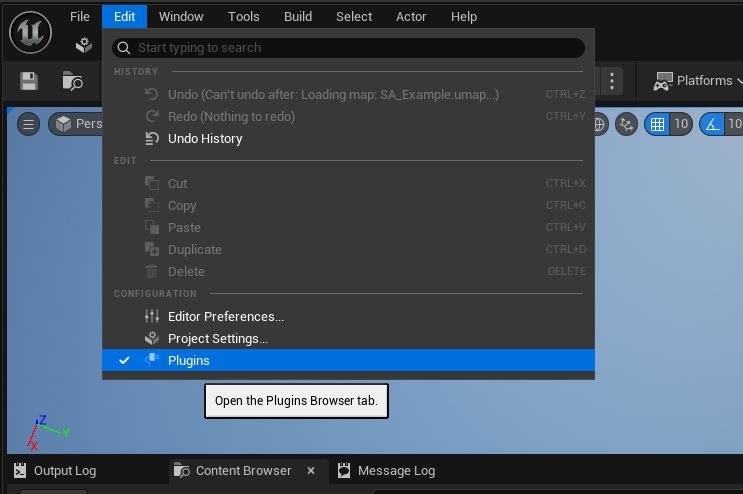 File Edit Window Tools Build Select Actor Help
Start typing to search
HISTORY
Undo (Can't undo after: Loading map: SA_Example.umap...) CTRL+Z
Redo (Nothing to redo) CTRL+Y
Undo History
EDIT
Cut CTRL+X
Copy CTRL+C
Paste CTRL+V
Duplicate CTRL+D
Delete DELETE
CONFIGURATION
Editor Preferences...
Project Settings...
Plugins
Open the Plugins Browser tab.
Platforms
Pers
10 10
Z
Y
X
Output Log Content Browser Message Log